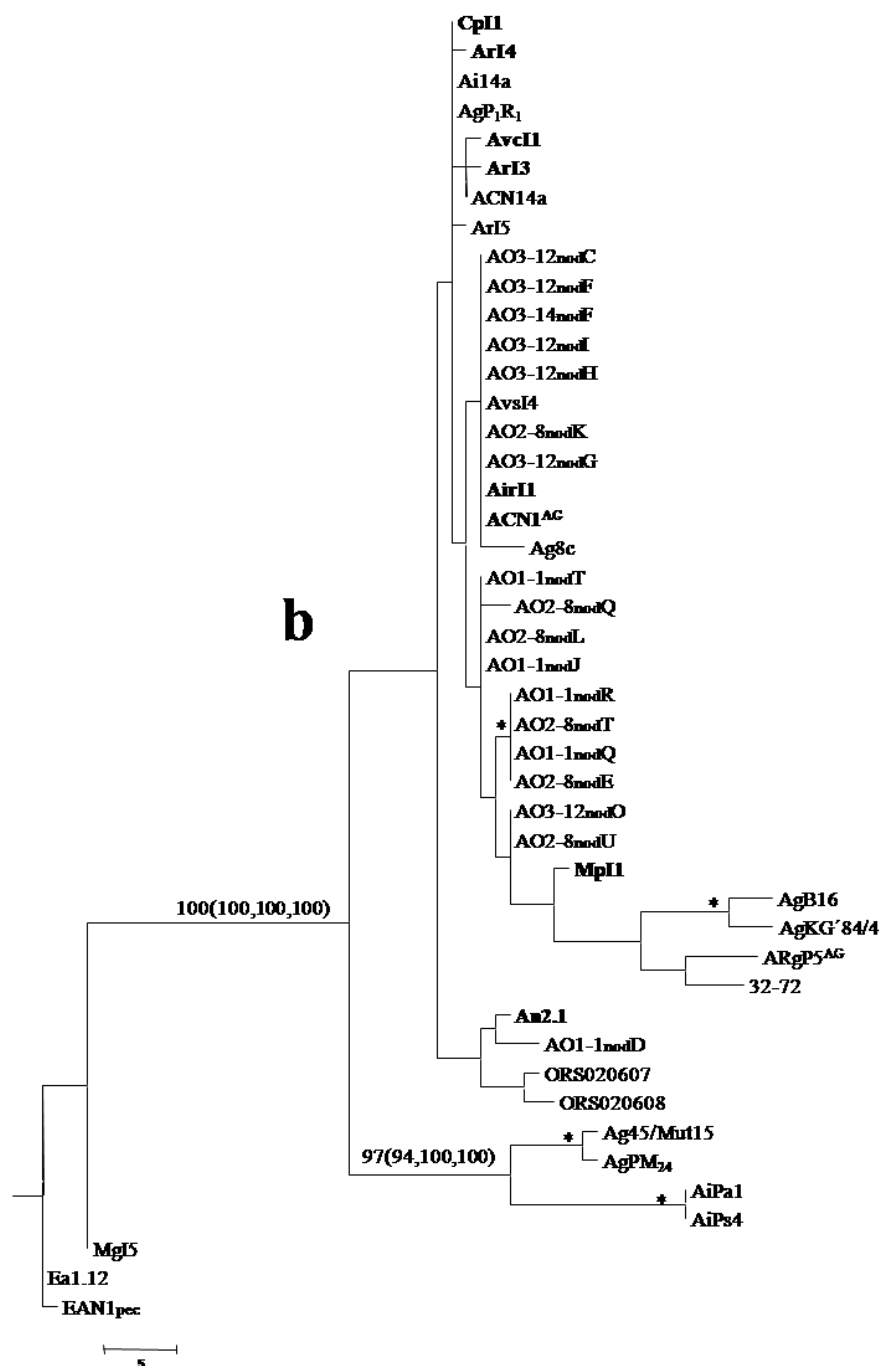 CpI1
ArI4
Ai14a
AgP₁R₁
AvcI1
ArI3
ACN14a
ArI5
AO3-12nodC
AO3-12nodF
AO3-14nodF
AO3-12nodI
AO3-12nodH
AvsI4
AO2-8nodK
AO3-12nodG
AirI1
ACN1ᴬᴳ
Ag8c
AO1-1nodT
b
AO2-8nodQ
AO2-8nodL
AO1-1nodJ
AO1-1nodR
* AO2-8nodT
AO1-1nodQ
AO2-8nodE
AO3-12nodO
AO2-8nodU
MpI1
* AgB16
100(100,100,100)
AgKG´84/4
ARgP5ᴬᴳ
32-72
An2.1
AO1-1nodD
ORS020607
ORS020608
* Ag45/Mut15
97(94,100,100)
AgPM₂₄
* AiPa1
AiPs4
MgI5
Ea1.12
EAN1pec
5